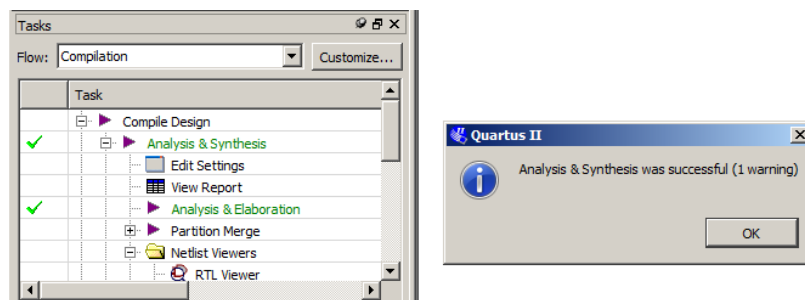 Tasks
Flow: Compilation Customize...
Task
Compile Design
Analysis & Synthesis
Edit Settings
View Report
Analysis & Elaboration
Partition Merge
Netlist Viewers
RTL Viewer
Quartus II
Analysis & Synthesis was successful (1 warning)
OK